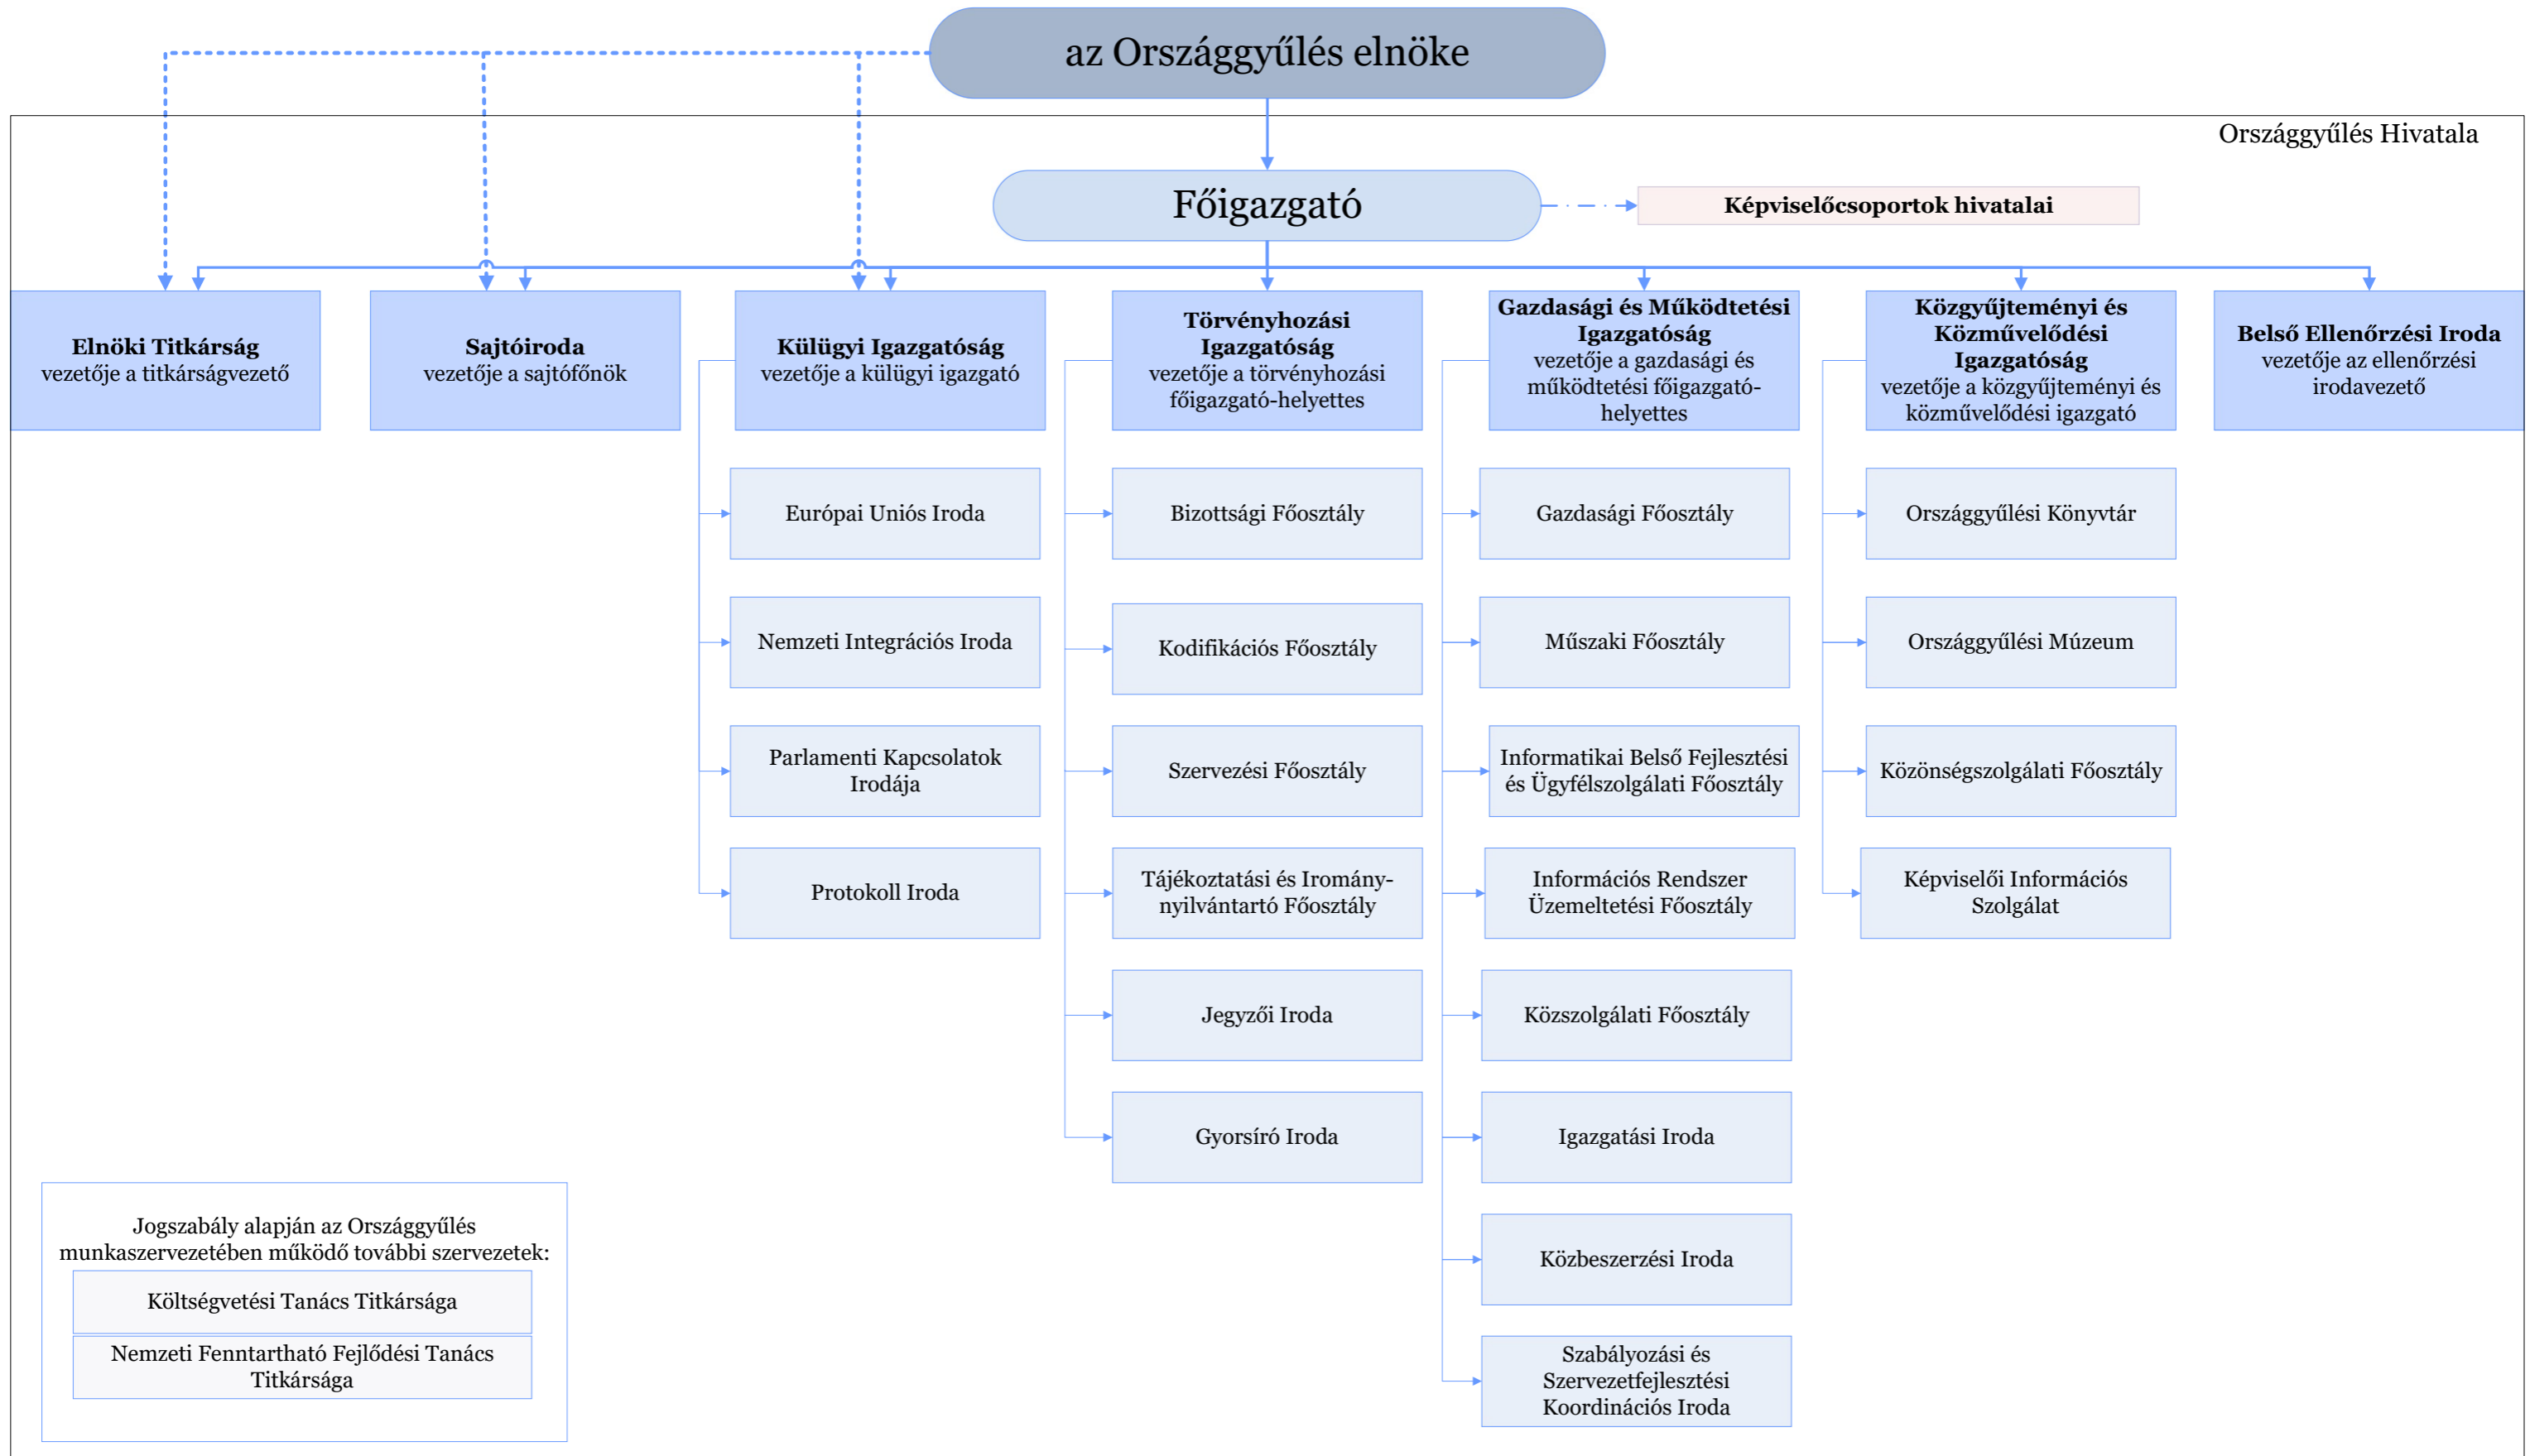 az Országgyűlés elnöke
Országgyűlés Hivatala
Főigazgató
Képviselőcsoportok hivatalai
Elnöki Titkárság
vezetője a titkárságvezető
Sajtóiroda
vezetője a sajtófőnök
Külügyi Igazgatóság
vezetője a külügyi igazgató
Törvényhozási
Igazgatóság
vezetője a törvényhozási
főigazgató-helyettes
Gazdasági és Működtetési
Igazgatóság
vezetője a gazdasági és
működtetési főigazgató-
helyettes
Közgyűjteményi és
Közművelődési
Igazgatóság
vezetője a közgyűjteményi és
közművelődési igazgató
Belső Ellenőrzési Iroda
vezetője az ellenőrzési
irodavezető
Európai Uniós Iroda
Nemzeti Integrációs Iroda
Parlamenti Kapcsolatok
Irodája
Protokoll Iroda
Bizottsági Főosztály
Kodifikációs Főosztály
Szervezési Főosztály
Tájékoztatási és Iromány-
nyilvántartó Főosztály
Jegyzői Iroda
Gyorsíró Iroda
Gazdasági Főosztály
Műszaki Főosztály
Informatikai Belső Fejlesztési
és Ügyfélszolgálati Főosztály
Információs Rendszer
Üzemeltetési Főosztály
Közszolgálati Főosztály
Igazgatási Iroda
Közbeszerzési Iroda
Szabályozási és
Szervezetfejlesztési
Koordinációs Iroda
Országgyűlési Könyvtár
Országgyűlési Múzeum
Közönségszolgálati Főosztály
Képviselői Információs
Szolgálat
Jogszabály alapján az Országgyűlés
munkaszervezetében működő további szervezetek:
Költségvetési Tanács Titkársága
Nemzeti Fenntartható Fejlődési Tanács
Titkársága